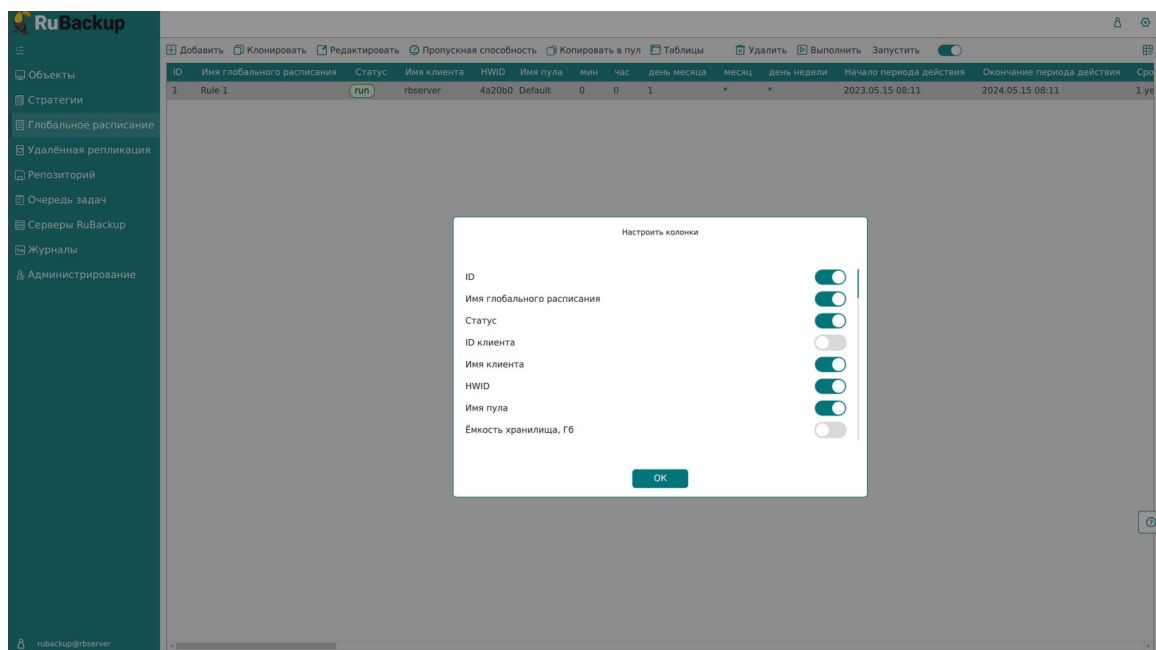 RuBackup
Добавить Клонировать Редактировать Пропускная способность Копировать в пул Таблицы Удалить Выполнить Запустить
Объекты
Стратегии
Глобальное расписание
Удалённая репликация
Репозиторий
Очередь задач
Серверы RuBackup
Журналы
Администрирование
ID Имя глобального расписания Статус Имя клиента HWID Имя пула мин час день месяца месяц день недели Начало периода действия Окончание периода действия Сро
1 Rule 1 run rbserver 4a20b0 Default 0 0 1 * * 2023.05.15 08:11 2024.05.15 08:11 1 ye
Настроить колонки
ID
Имя глобального расписания
Статус
ID клиента
Имя клиента
HWID
Имя пула
Ёмкость хранилища, Гб
OK
rubackup@rbserver